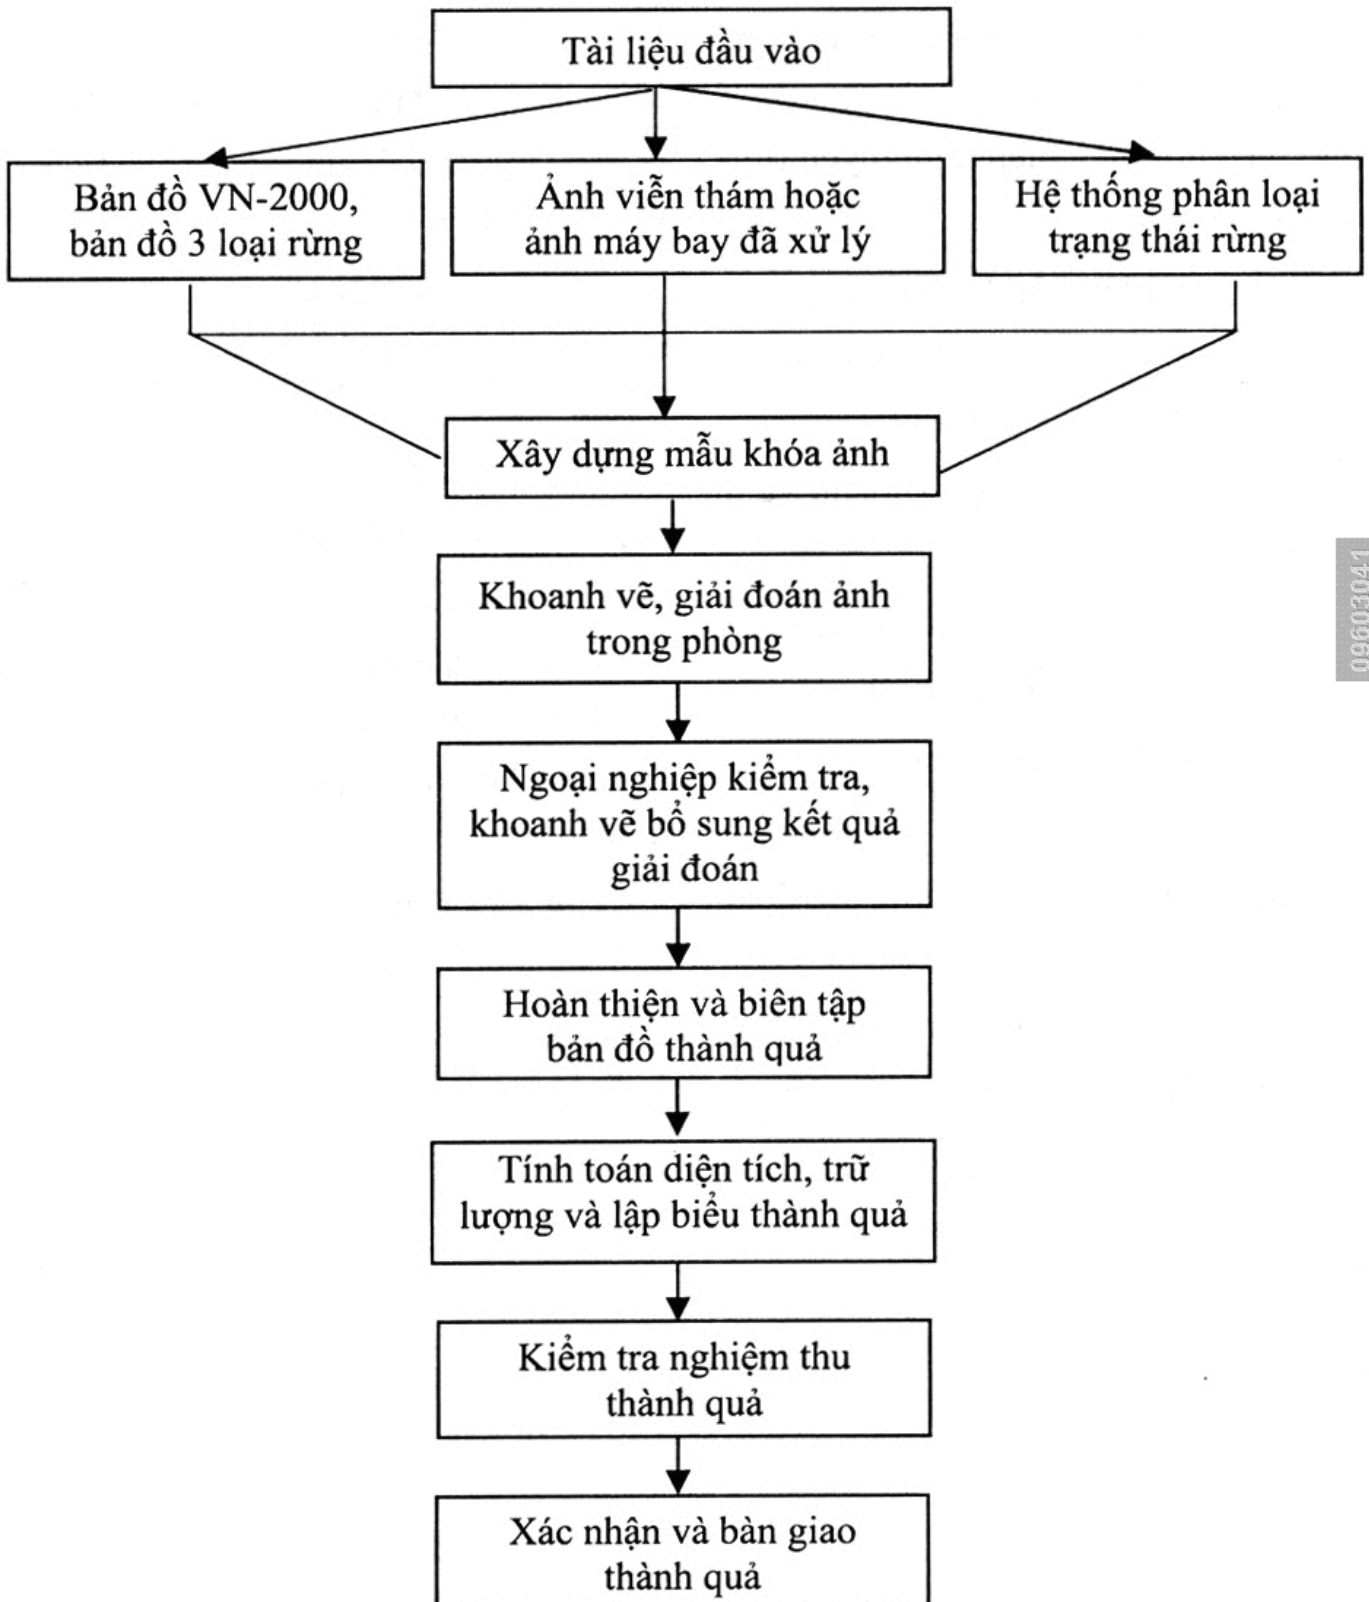 Tài liệu đầu vào
Bản đồ VN-2000,
bản đồ 3 loại rừng
Ảnh viễn thám hoặc
ảnh máy bay đã xử lý
Hệ thống phân loại
trạng thái rừng
Xây dựng mẫu khóa ảnh
Khoanh vẽ, giải đoán ảnh
trong phòng
Ngoại nghiệp kiểm tra,
khoanh vẽ bổ sung kết quả
giải đoán
Hoàn thiện và biên tập
bản đồ thành quả
Tính toán diện tích, trữ
lượng và lập biểu thành quả
Kiểm tra nghiệm thu
thành quả
Xác nhận và bàn giao
thành quả
09603041